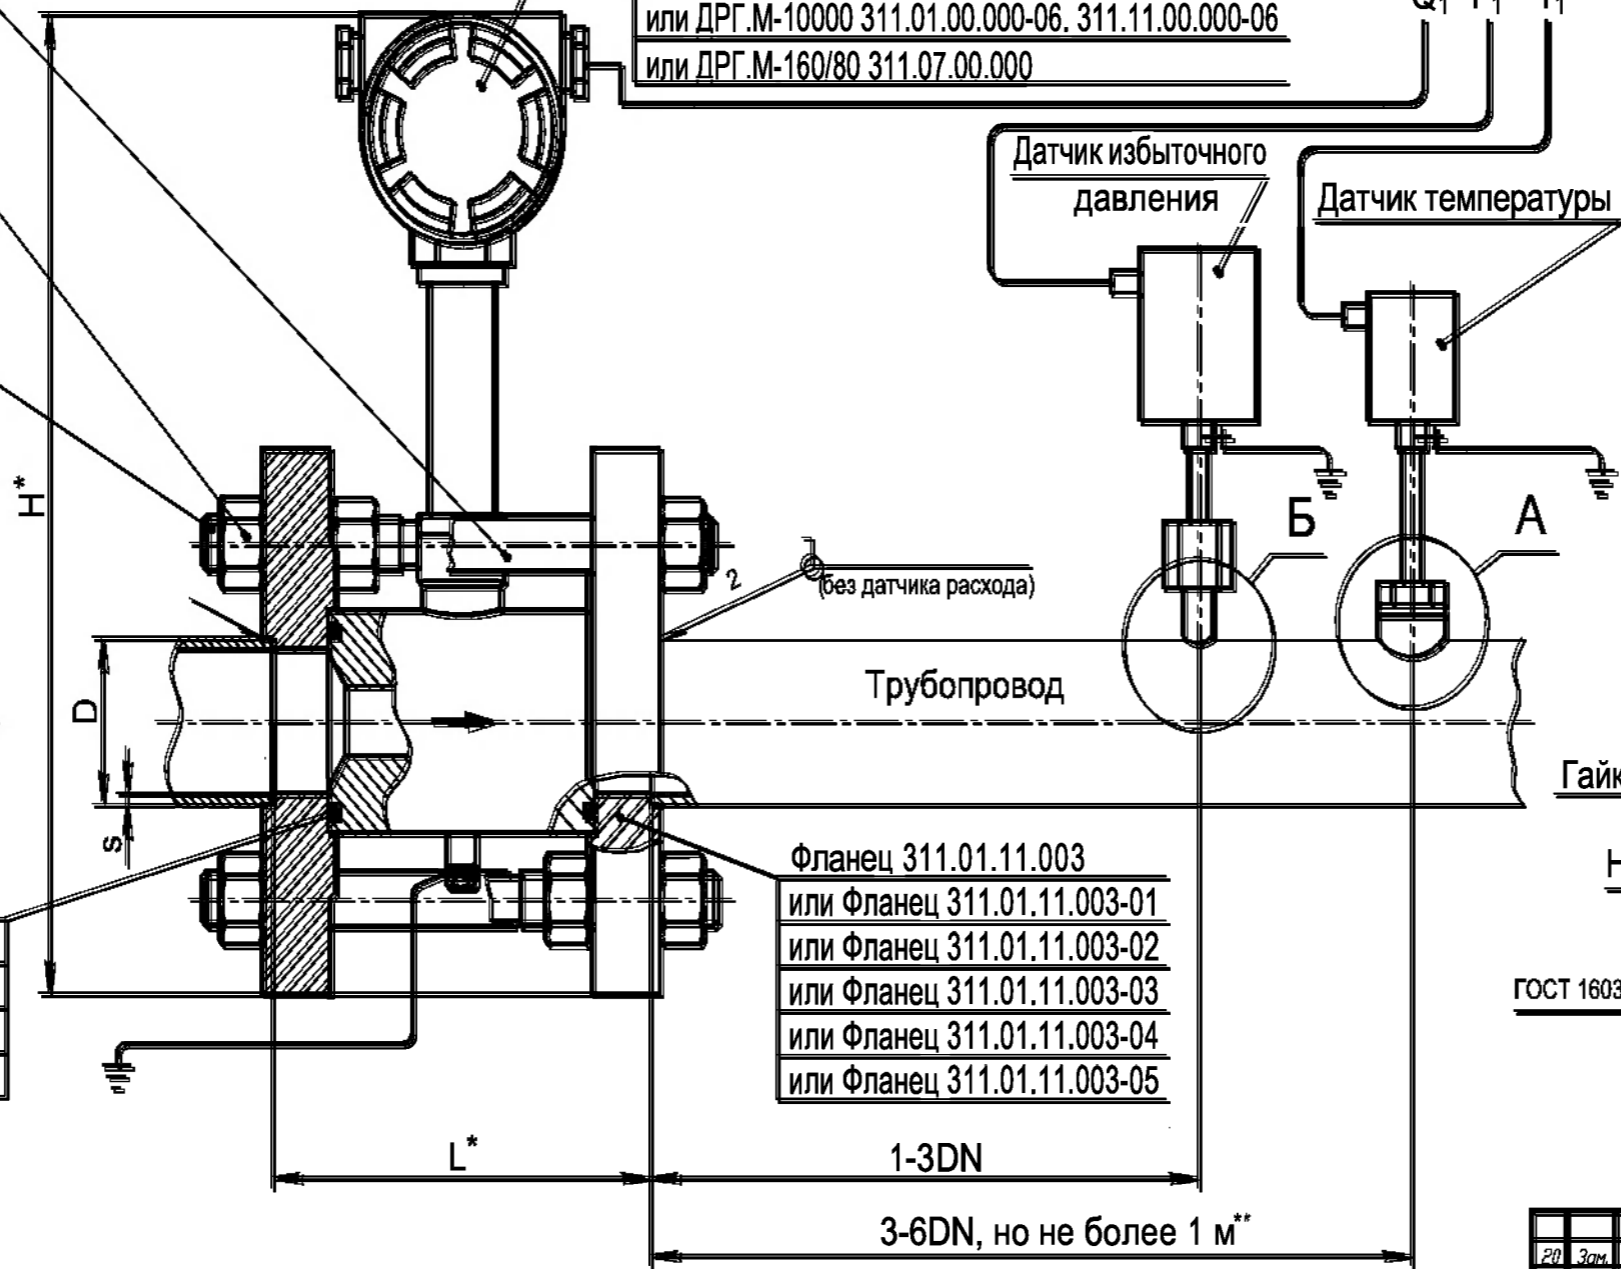 или ДРГ.М-10000 311.01.00.000-06, 311.11.00.000-06
или ДРГ.М-160/80 311.07.00.000
Датчик избыточного
давления
Датчик температуры
H*
Б
А
2
(без датчика расхода)
Трубопровод
D
s
Фланец 311.01.11.003
или Фланец 311.01.11.003-01
или Фланец 311.01.11.003-02
или Фланец 311.01.11.003-03
или Фланец 311.01.11.003-04
или Фланец 311.01.11.003-05
ГОСТ 1603
L*
1-3DN
3-6DN, но не более 1 м**
20 Зам.